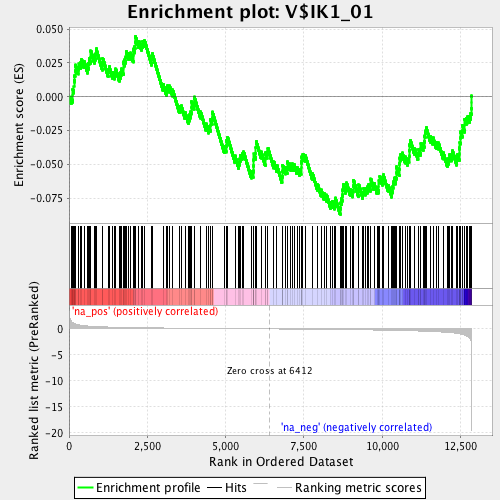 Enrichment plot: V$IK1_01
Enrichment score (ES)
0.050
0.025
0.000
-0.025
-0.050
-0.075
'na_pos' (positively correlated)
Ranked list metric (PreRanked)
0
-5
-10
-15
-20
Zero cross at 6412
'na_neg' (negatively correlated)
0
2,500
5,000
7,500
10,000
12,500
Rank in Ordered Dataset
Enrichment profile
Hits
Ranking metric scores